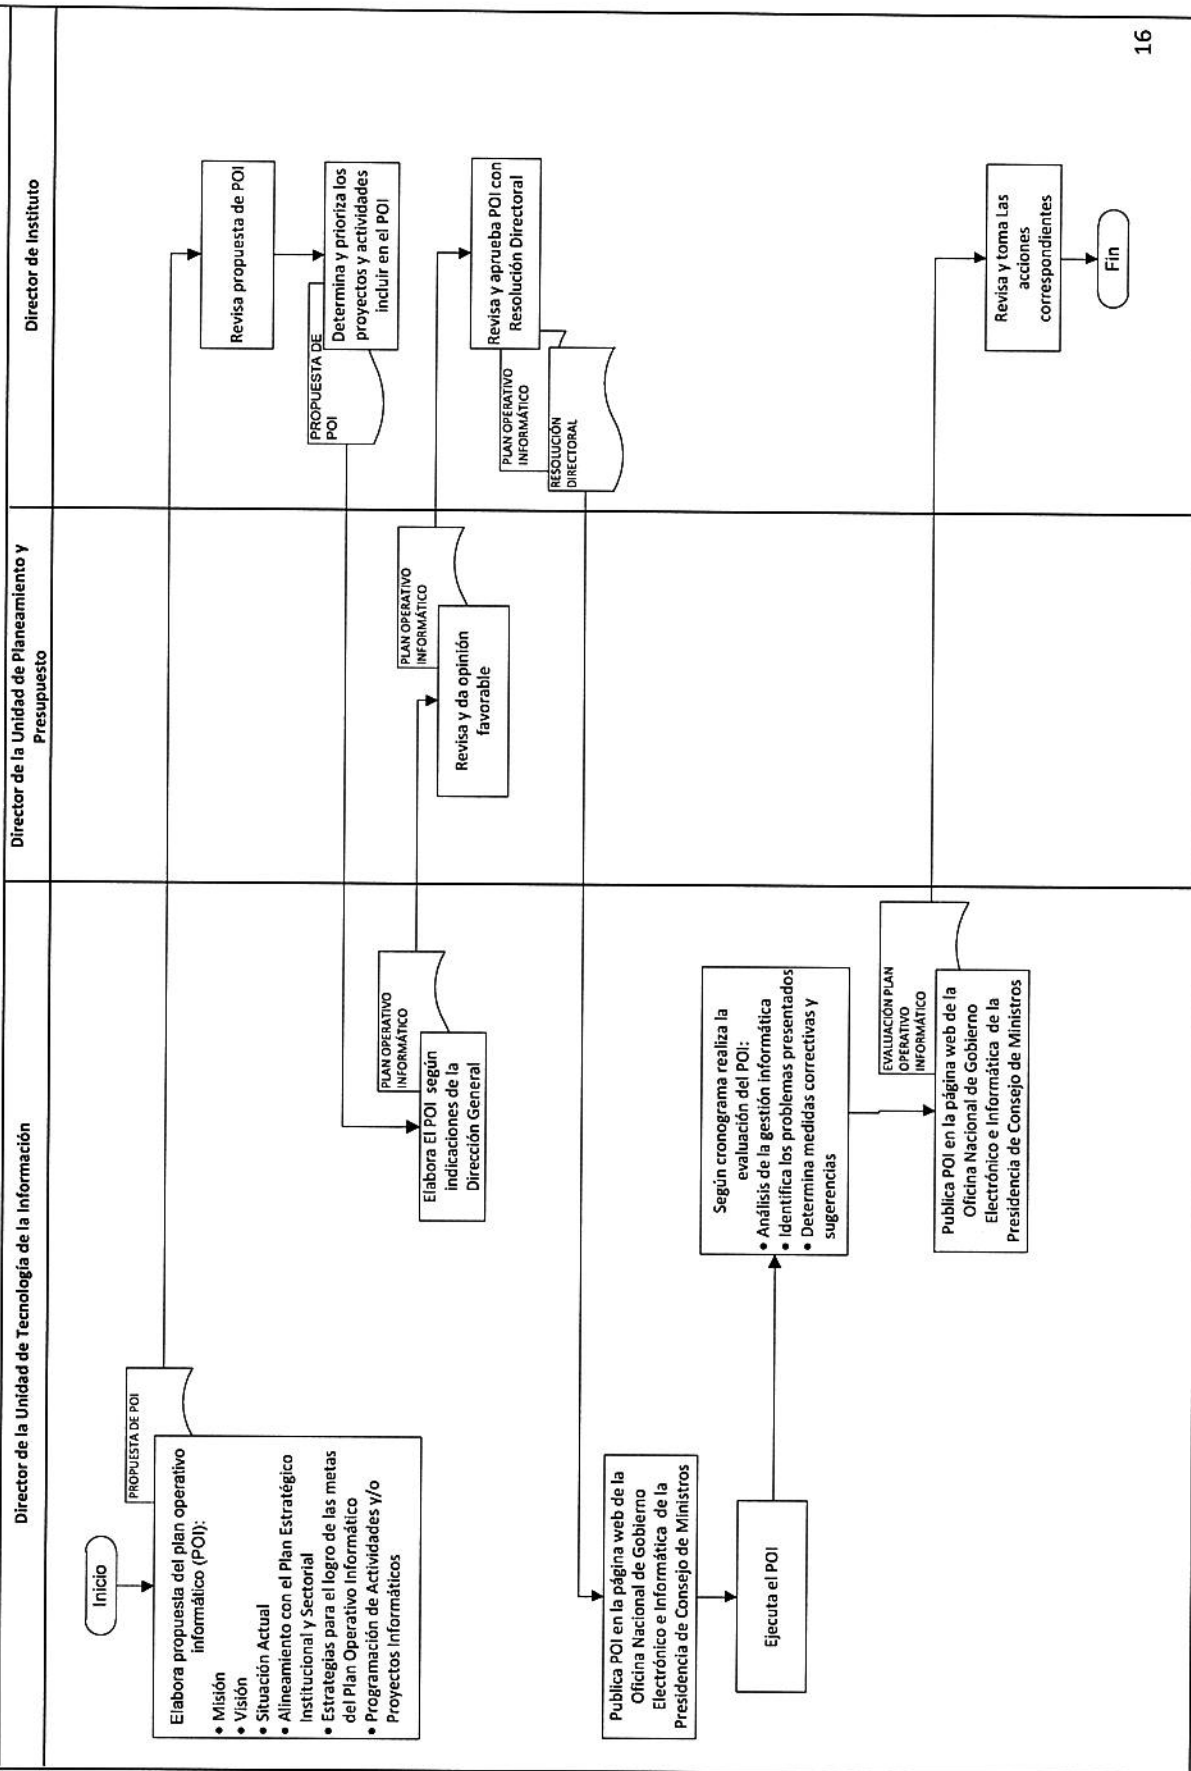 Director de la Unidad de Tecnología de la Información
Director de la Unidad de Planeamiento y
Presupuesto
Director de Instituto
Inicio
PROPUESTA DE POI
Elabora propuesta del plan operativo
informático (POI):
• Misión
• Visión
• Situación Actual
• Alineamiento con el Plan Estratégico
Institucional y Sectorial
• Estrategias para el logro de las metas
del Plan Operativo Informático
• Programación de Actividades y/o
Proyectos Informáticos
Revisa propuesta de POI
Determina y prioriza los
proyectos y actividades
incluir en el POI
PROPUESTA DE
POI
PLAN OPERATIVO
INFORMÁTICO
Elabora El POI según
indicaciones de la
Dirección General
PLAN OPERATIVO
INFORMÁTICO
Revisa y da opinión
favorable
Revisa y aprueba POI con
Resolución Directoral
PLAN OPERATIVO
INFORMÁTICO
RESOLUCIÓN
DIRECTORAL
Publica POI en la página web de la
Oficina Nacional de Gobierno
Electrónico e Informática de la
Presidencia de Consejo de Ministros
Ejecuta el POI
Según cronograma realiza la
evaluación del POI:
• Análisis de la gestión informática
• Identifica los problemas presentados
• Determina medidas correctivas y
sugerencias
EVALUACIÓN PLAN
OPERATIVO
INFORMÁTICO
Publica POI en la página web de la
Oficina Nacional de Gobierno
Electrónico e Informática de la
Presidencia de Consejo de Ministros
Revisa y toma Las
acciones
correspondientes
Fin
16